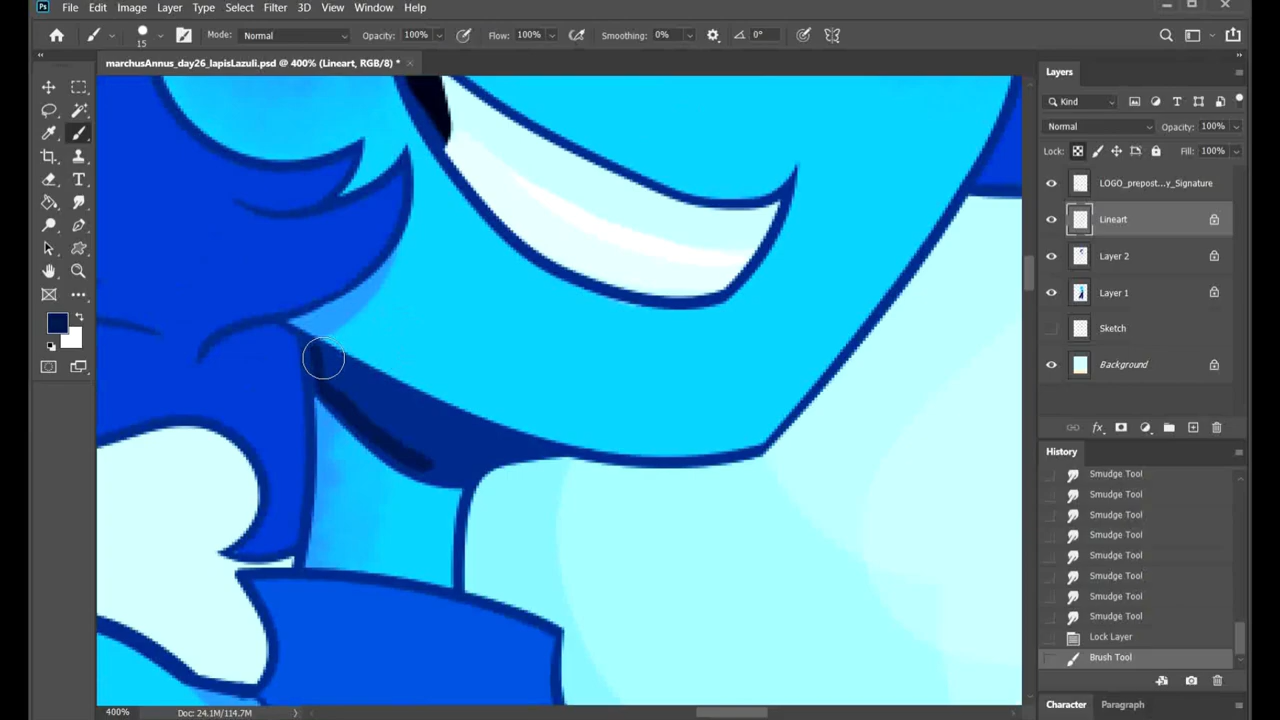 Ps File Edit Image Layer Type Select Filter 3D View Window Help
15 Mode: Normal Opacity: 100% Flow: 100% Smoothing: 0% 0°
marchusAnnus_day26_lapisLazuli.psd @ 400% (Lineart, RGB/8) *
Layers
Kind
Normal Opacity: 100%
Lock: Fill: 100%
LOGO_prepost...y_Signature
Lineart
Layer 2
Layer 1
Sketch
Background
fx
History
Smudge Tool
Smudge Tool
Smudge Tool
Smudge Tool
Smudge Tool
Smudge Tool
Smudge Tool
Smudge Tool
Lock Layer
Brush Tool
Character Paragraph
400% Doc: 24.1M/114.7M